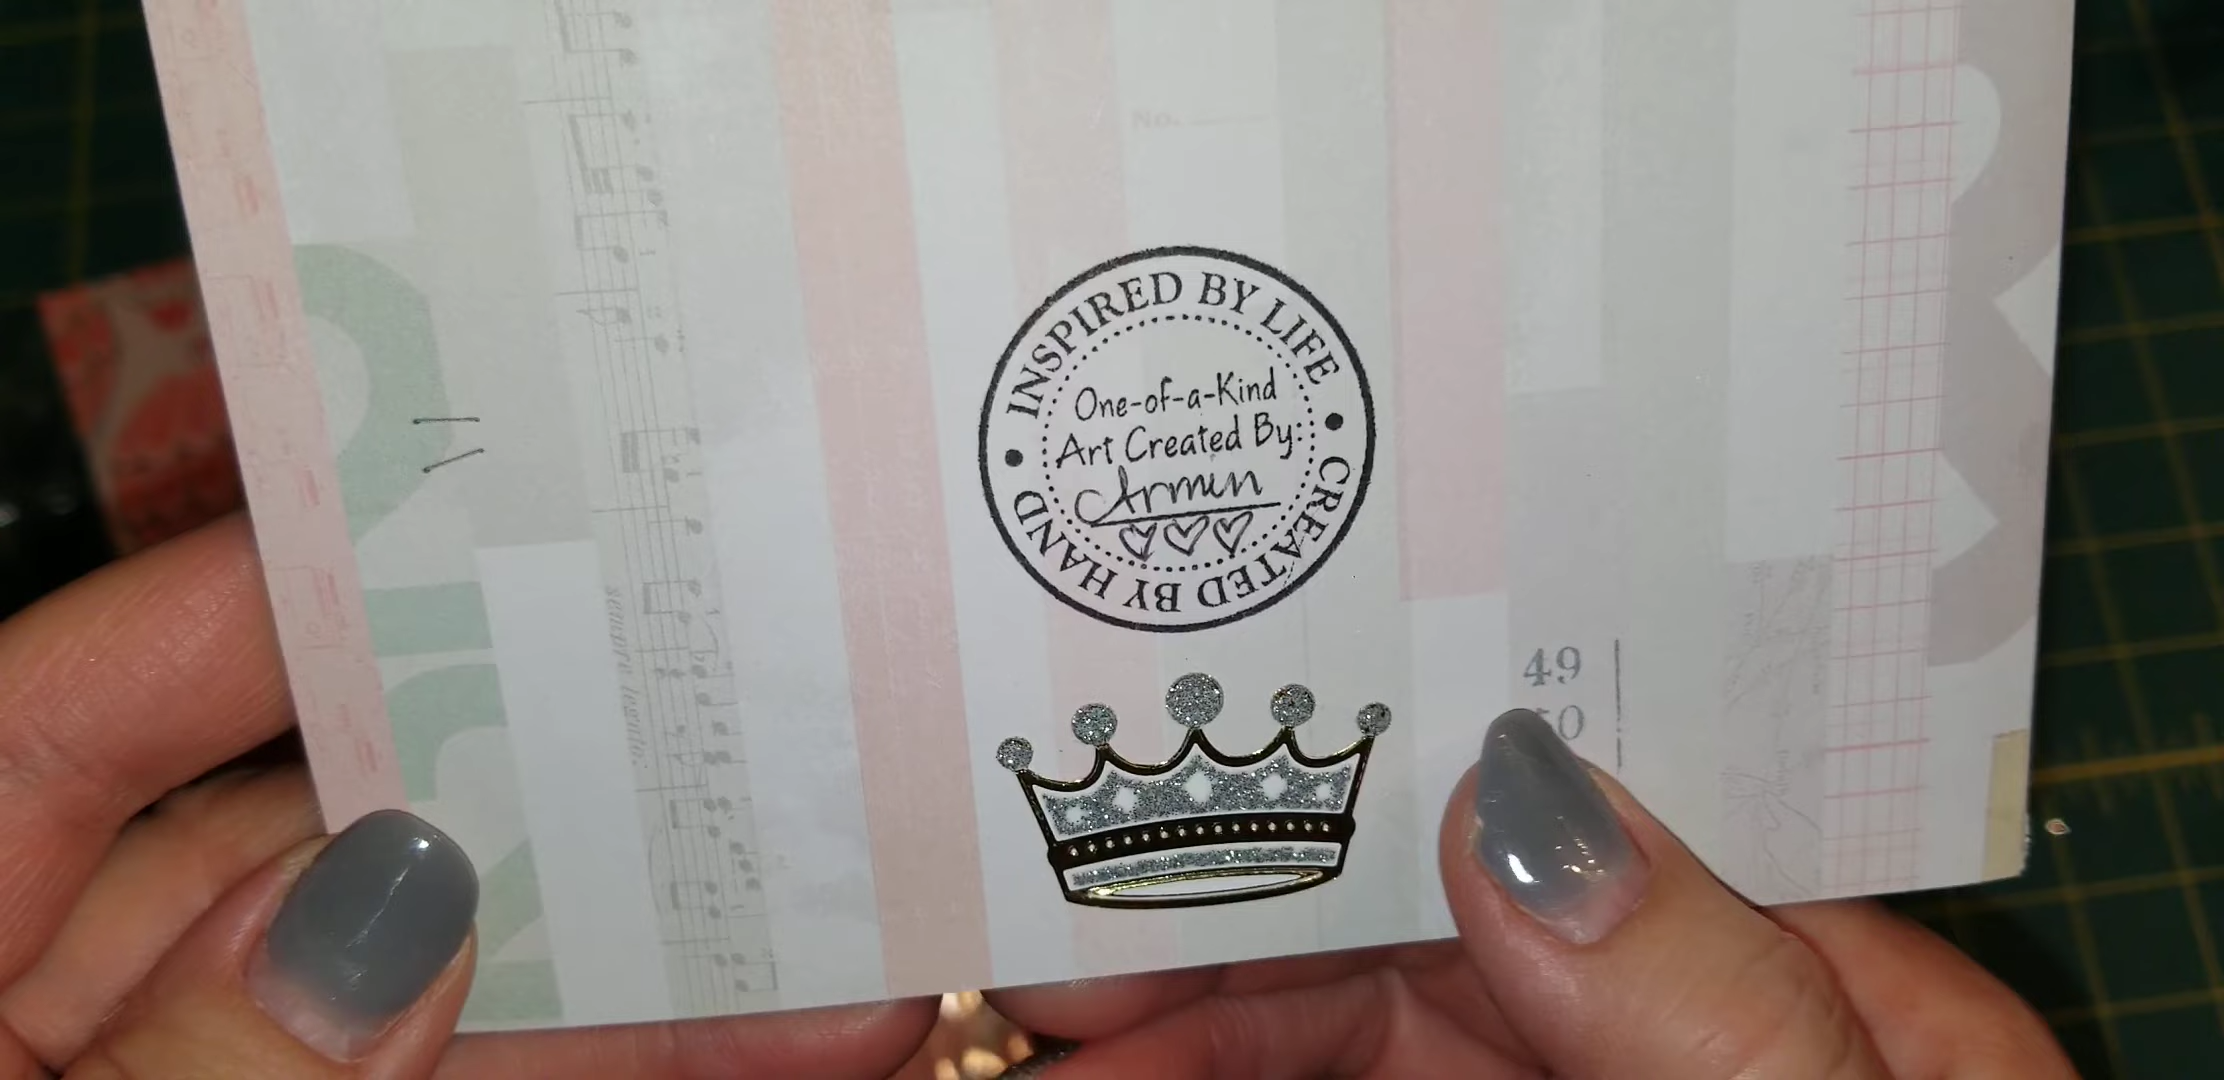 No.
INSPIRED BY LIFE
One-of-a-Kind
Art Created By:
Armin
CREATED BY HAND
49